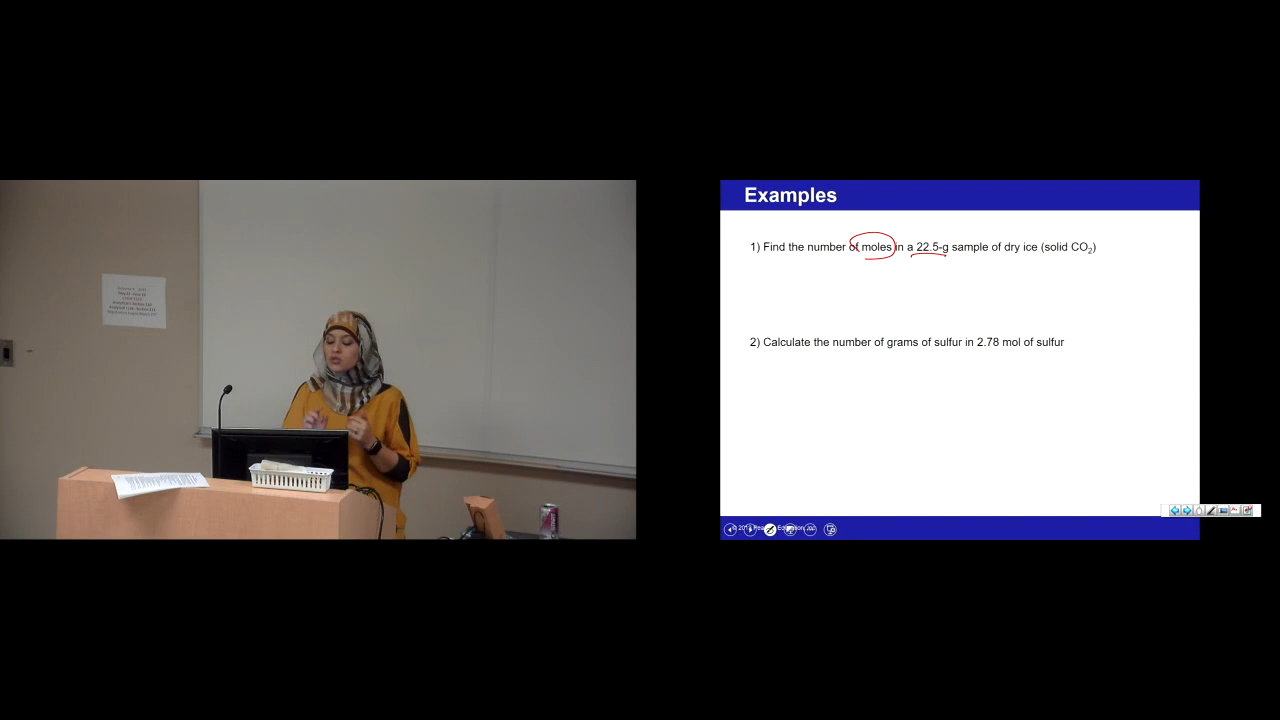 Examples
1) Find the number of moles in a 22.5-g sample of dry ice (solid CO₂)
2) Calculate the number of grams of sulfur in 2.78 mol of sulfur